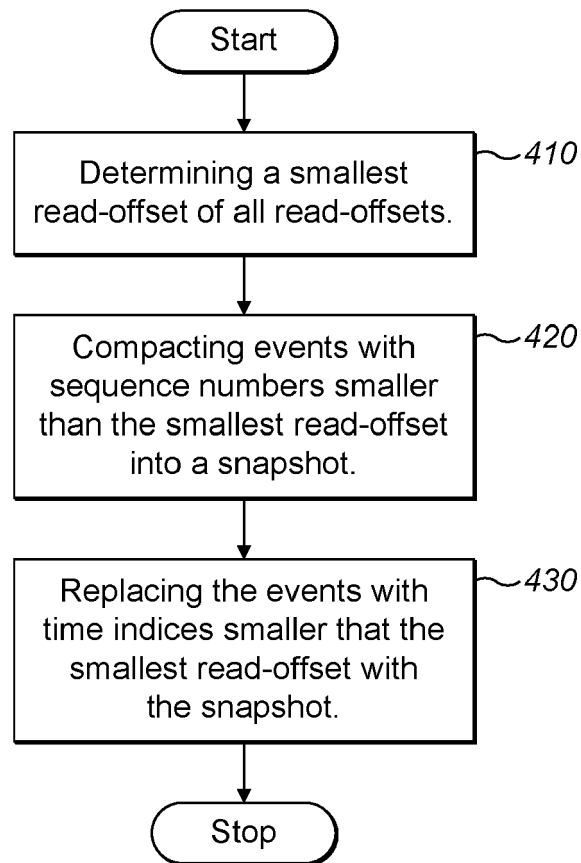 Start
410
Determining a smallest
read-offset of all read-offsets.
420
Compacting events with
sequence numbers smaller
than the smallest read-offset
into a snapshot.
430
Replacing the events with
time indices smaller that the
smallest read-offset with
the snapshot.
Stop